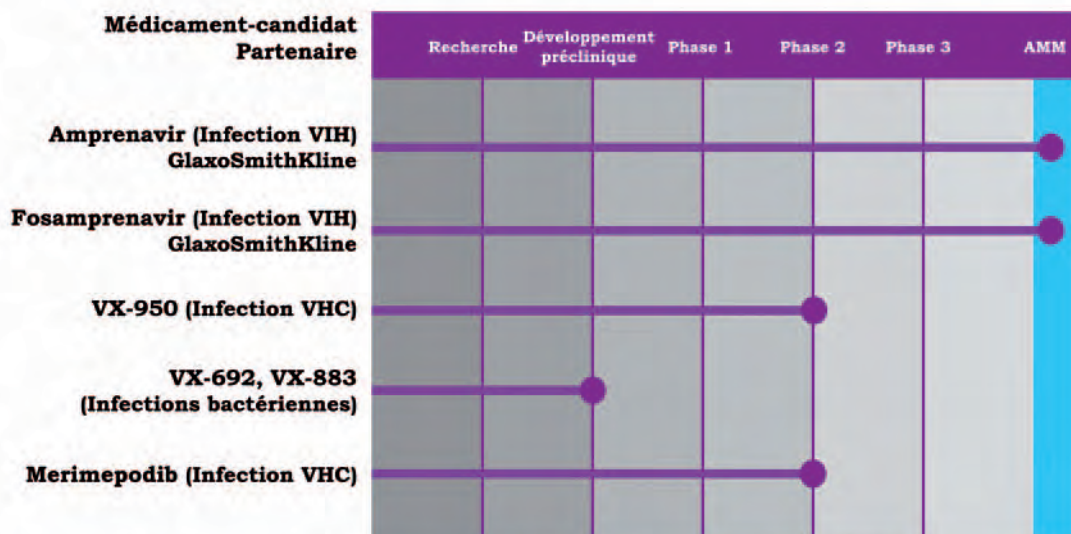 Médicament-candidat
Partenaire
Recherche
Développement
préclinique
Phase 1
Phase 2
Phase 3
AMM
Amprenavir (Infection VIH)
GlaxoSmithKline
Fosamprenavir (Infection VIH)
GlaxoSmithKline
VX-950 (Infection VHC)
VX-692, VX-883
(Infections bactériennes)
Merimepodib (Infection VHC)